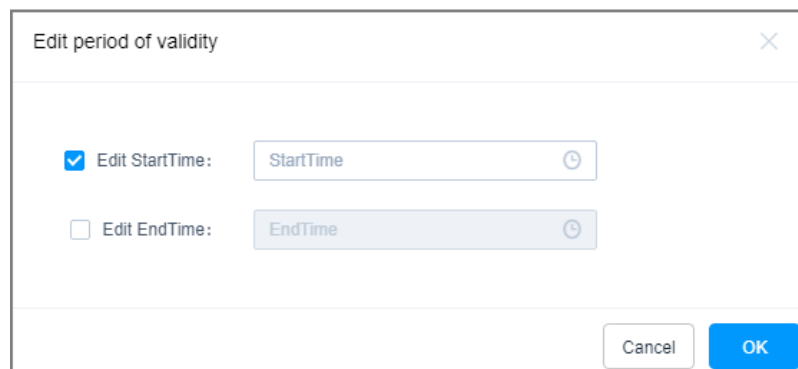 Edit period of validity
Edit StartTime: StartTime
Edit EndTime: EndTime
Cancel OK